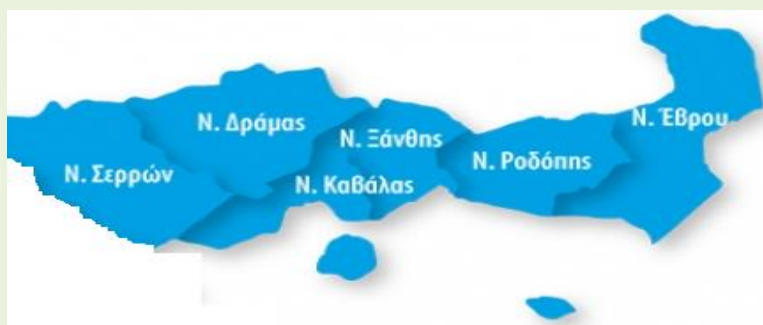 Ν. Σερρών
Ν. Δράμας
Ν. Καβάλας
Ν. Ξάνθης
Ν. Ροδόπης
Ν. Έβρου